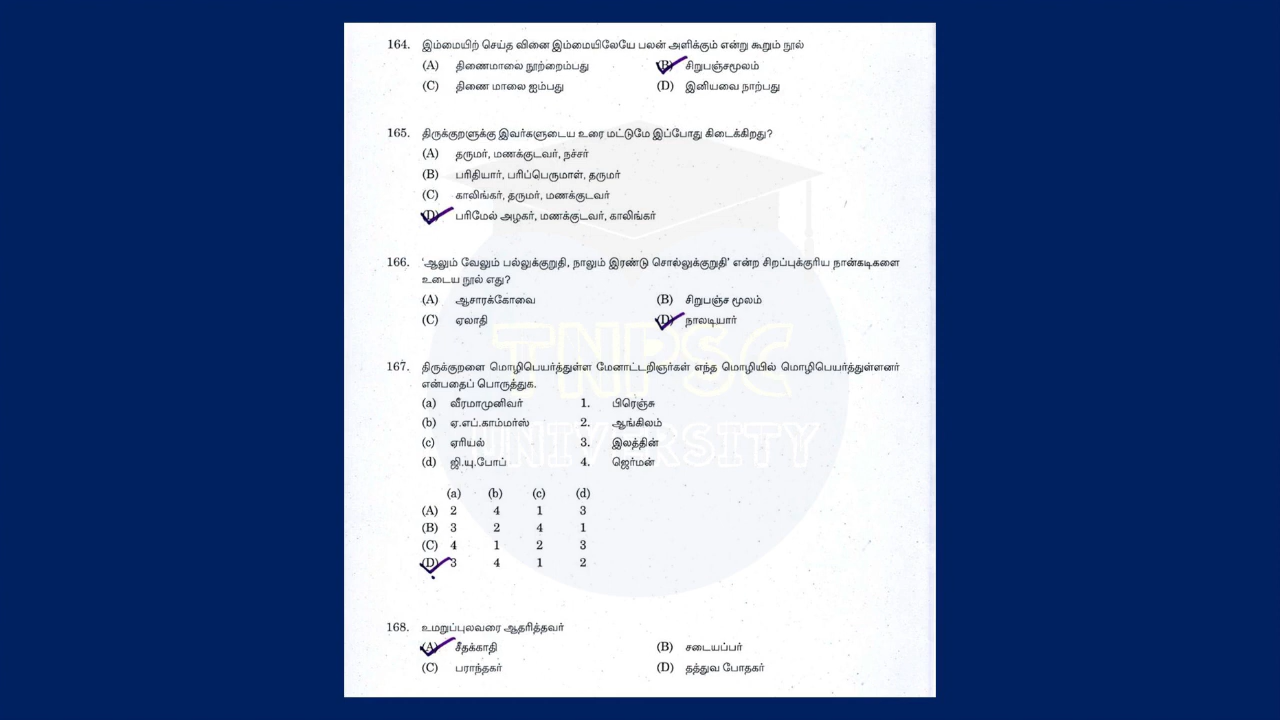 164. இம்மையிற் செய்த வினை இம்மையிலேயே பலன் அளிக்கும் என்று கூறும் நூல்
(A) திணைமாலை நூற்றைம்பது (B) சிறுபஞ்சமூலம்
(C) திணை மாலை ஐம்பது (D) இனியவை நாற்பது
165. திருக்குறளுக்கு இவர்களுடைய உரை மட்டுமே இப்போது கிடைக்கிறது?
(A) தருமர், மணக்குடவர், நச்சர்
(B) பரிதியார், பரிப்பெருமாள், தருமர்
(C) காலிங்கர், தருமர், மணக்குடவர்
(D) பரிமேல் அழகர், மணக்குடவர், காலிங்கர்
166. 'ஆலும் வேலும் பல்லுக்குறுதி, நாலும் இரண்டு சொல்லுக்குறுதி' என்ற சிறப்புக்குரிய நான்கடிகளை
உடைய நூல் எது?
(A) ஆசாரக்கோவை (B) சிறுபஞ்ச மூலம்
(C) ஏலாதி (D) நாலடியார்
TNPSC
167. திருக்குறளை மொழிபெயர்த்துள்ள மேனாட்டறிஞர்கள் எந்த மொழியில் மொழிபெயர்த்துள்ளனர்
என்பதைப் பொருத்துக.
(a) வீரமாமுனிவர் 1. பிரெஞ்சு
(b) ஏ.எப்.காம்மர்ஸ் 2. ஆங்கிலம்
(c) ஏரியல் 3. இலத்தின்
UNIVERSITY
(d) ஜி.யு.போப் 4. ஜெர்மன்
(a) (b) (c) (d)
(A) 2 4 1 3
(B) 3 2 4 1
(C) 4 1 2 3
(D) 3 4 1 2
168. உமறுப்புலவரை ஆதரித்தவர்
(A) சீதக்காதி (B) சடையப்பர்
(C) பராந்தகர் (D) தத்துவ போதகர்